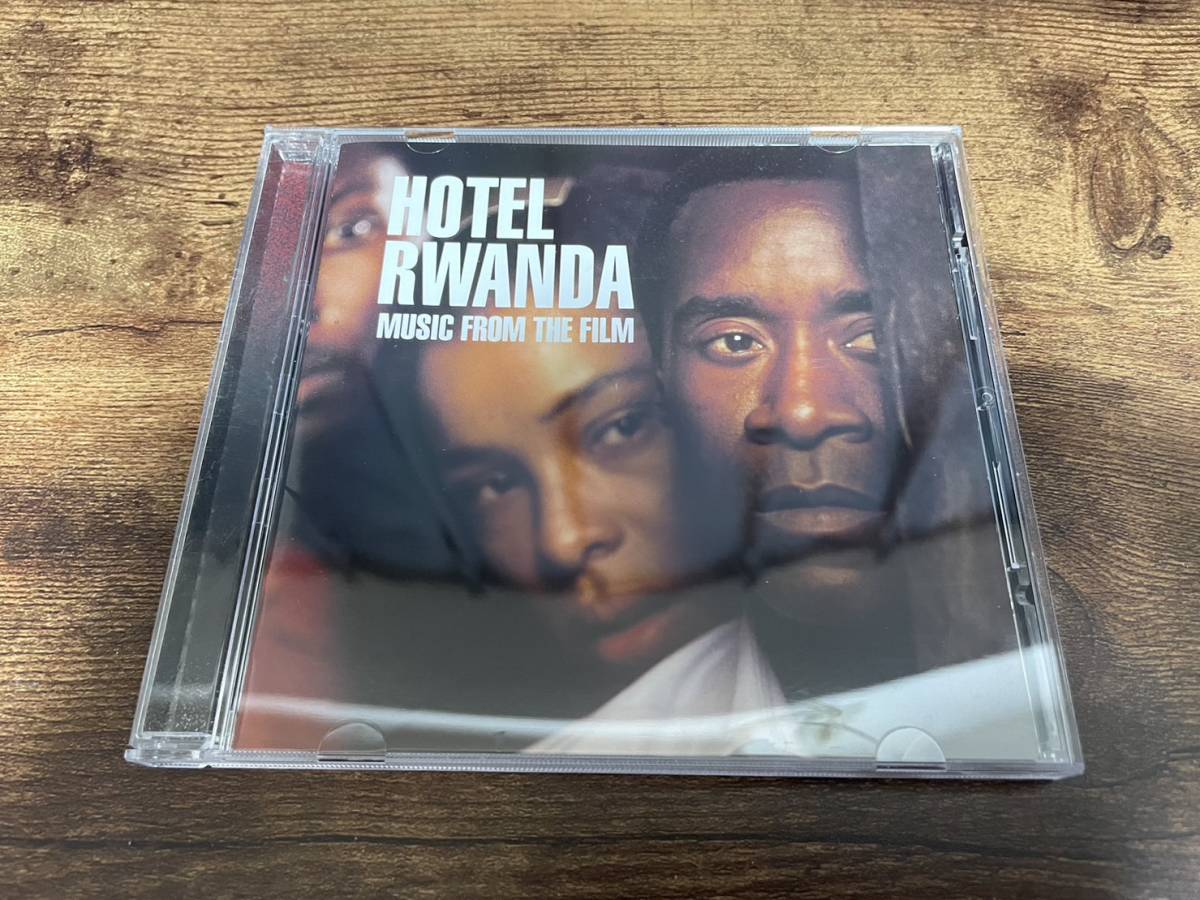 HOTEL
RWANDA
MUSIC FROM THE FILM